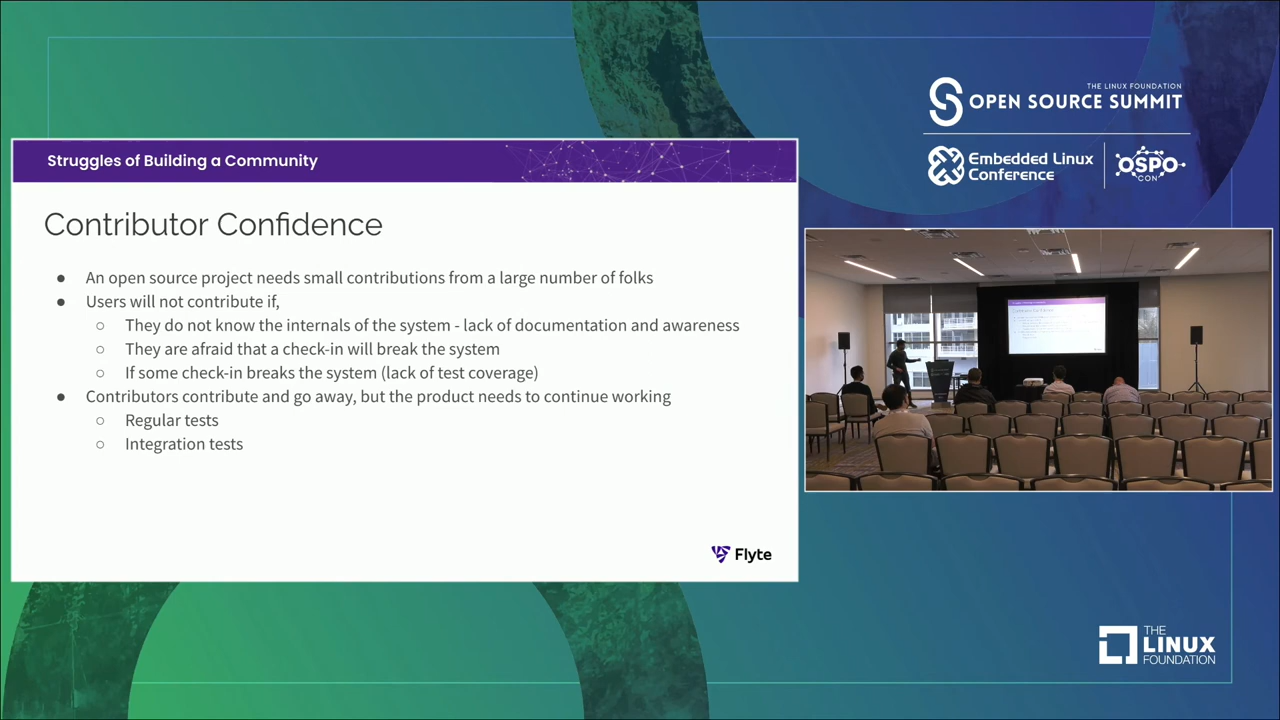 THE LINUX FOUNDATION
OPEN SOURCE SUMMIT
Embedded Linux
Conference
OSPO
CON
Struggles of Building a Community
Contributor Confidence
● An open source project needs small contributions from a large number of folks
● Users will not contribute if,
○ They do not know the internals of the system - lack of documentation and awareness
○ They are afraid that a check-in will break the system
○ If some check-in breaks the system (lack of test coverage)
● Contributors contribute and go away, but the product needs to continue working
○ Regular tests
○ Integration tests
Flyte
THE
LINUX
FOUNDATION